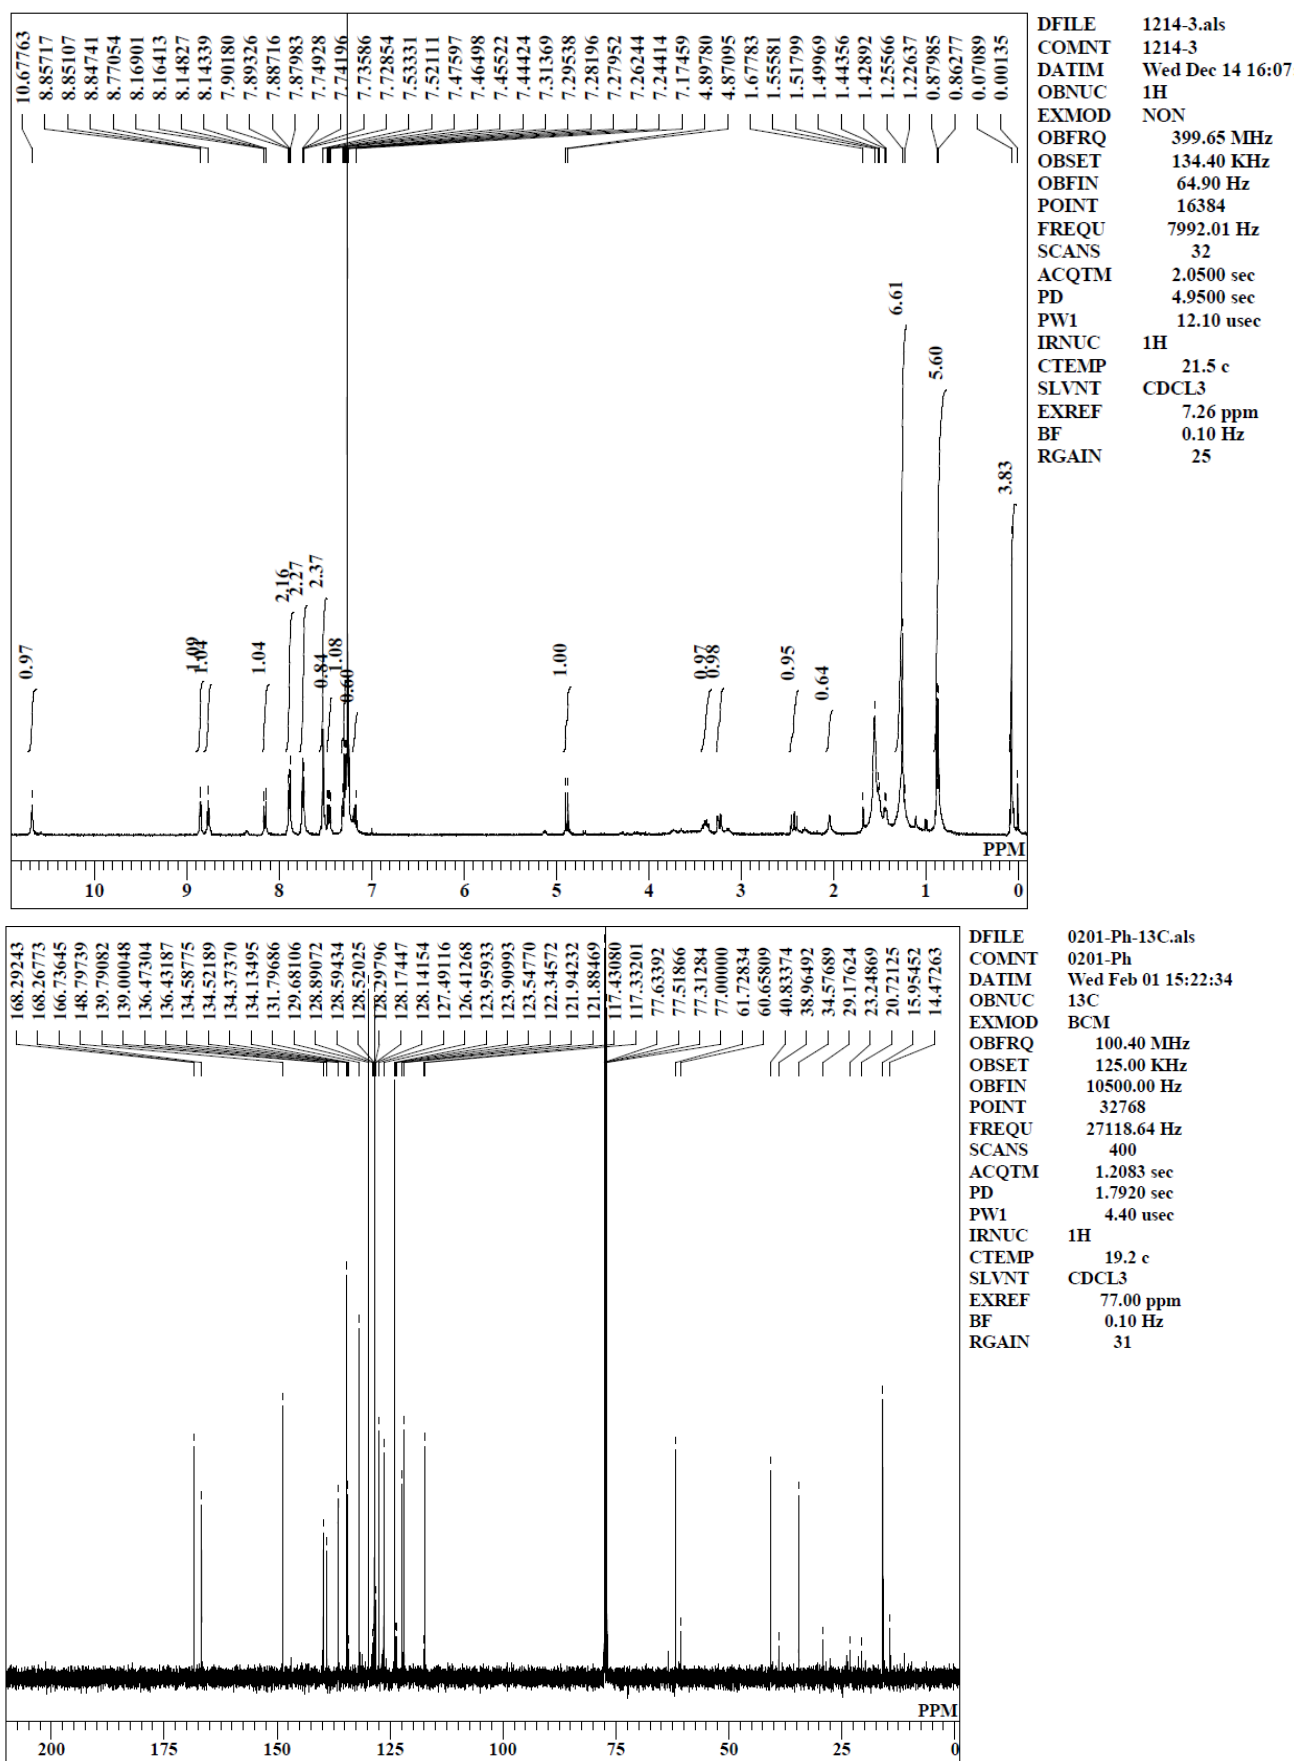 10.67763
8.85717
8.85107
8.84741
8.77054
8.16901
8.16413
8.14827
8.14339
7.90180
7.89326
7.88716
7.87983
7.74928
7.74196
7.73586
7.72854
7.53331
7.52111
7.47597
7.46498
7.45522
7.44424
7.31369
7.29538
7.28196
7.27952
7.26244
7.24414
7.17459
4.89780
4.87095
1.67783
1.55581
1.51799
1.49969
1.44356
1.42892
1.25566
1.22637
0.87985
0.86277
0.07089
0.00135
0.97
1.09
1.04
1.04
2.16
2.27
2.37
0.84
1.08
0.60
1.00
0.97
0.98
0.95
0.64
6.61
5.60
3.83
PPM
10 9 8 7 6 5 4 3 2 1 0
DFILE 1214-3.als
COMNT 1214-3
DATIM Wed Dec 14 16:07
OBNUC 1H
EXMOD NON
OBFRQ 399.65 MHz
OBSET 134.40 KHz
OBFIN 64.90 Hz
POINT 16384
FREQU 7992.01 Hz
SCANS 32
ACQTM 2.0500 sec
PD 4.9500 sec
PW1 12.10 usec
IRNUC 1H
CTEMP 21.5 c
SLVNT CDCL3
EXREF 7.26 ppm
BF 0.10 Hz
RGAIN 25
168.29243
168.26773
166.73645
148.79739
139.79082
139.00048
136.47304
136.43187
134.58775
134.52189
134.37370
134.13495
131.79686
129.68106
128.89072
128.59434
128.52025
128.29796
128.17447
128.14154
127.49116
126.41268
123.95933
123.90993
123.54770
122.34572
121.94232
121.88469
117.43080
117.33201
77.63392
77.51866
77.31284
77.00000
61.72834
60.65809
40.83374
38.96492
34.57689
29.17624
23.24869
20.72125
15.95452
14.47263
PPM
200 175 150 125 100 75 50 25 0
DFILE 0201-Ph-13C.als
COMNT 0201-Ph
DATIM Wed Feb 01 15:22:34
OBNUC 13C
EXMOD BCM
OBFRQ 100.40 MHz
OBSET 125.00 KHz
OBFIN 10500.00 Hz
POINT 32768
FREQU 27118.64 Hz
SCANS 400
ACQTM 1.2083 sec
PD 1.7920 sec
PW1 4.40 usec
IRNUC 1H
CTEMP 19.2 c
SLVNT CDCL3
EXREF 77.00 ppm
BF 0.10 Hz
RGAIN 31